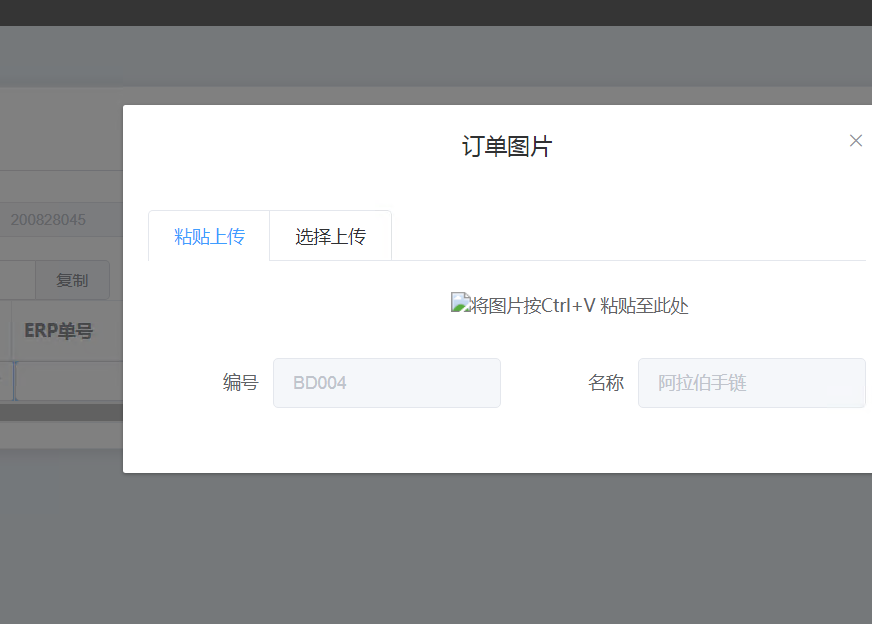 订单图片
200828045
粘贴上传 选择上传
复制
将图片按Ctrl+V 粘贴至此处
ERP单号
编号 BD004 名称 阿拉伯手链